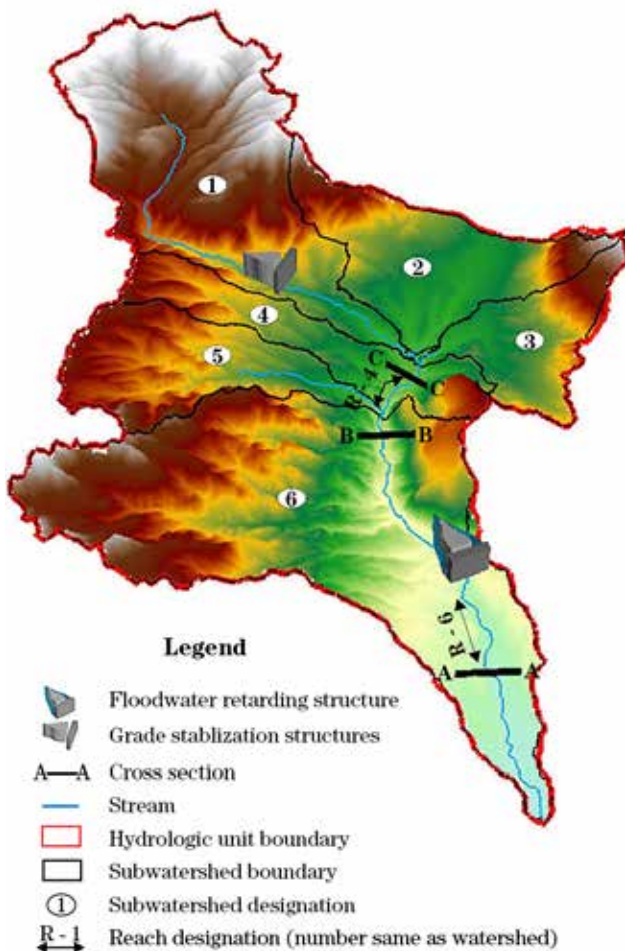 1
2
3
4
5
C
R - 4
C
B B
6
R - 6
A A
Legend
Floodwater retarding structure
Grade stablization structures
A A Cross section
Stream
Hydrologic unit boundary
Subwatershed boundary
1 Subwatershed designation
R - 1 Reach designation (number same as watershed)